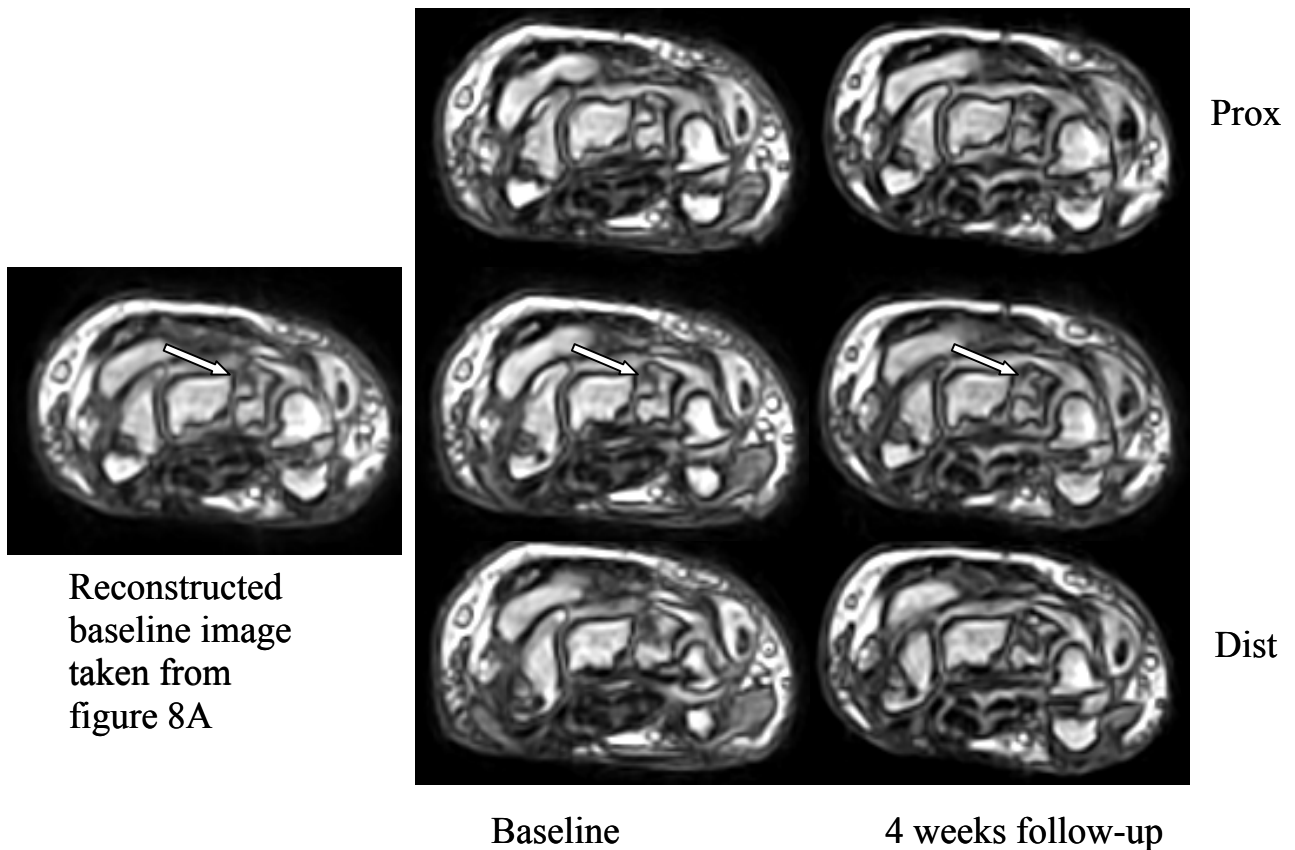 Prox
Reconstructed
baseline image
taken from
figure 8A
Dist
Baseline
4 weeks follow-up